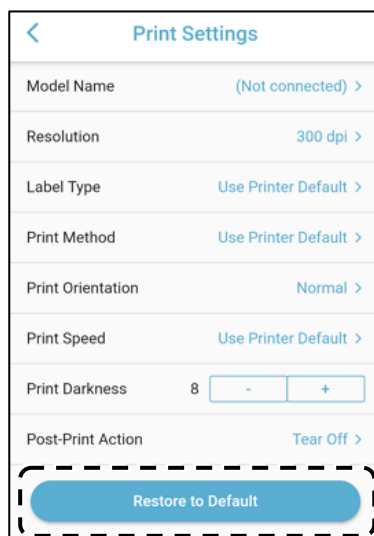 Print Settings
Model Name (Not connected) >
Resolution 300 dpi >
Label Type Use Printer Default >
Print Method Use Printer Default >
Print Orientation Normal >
Print Speed Use Printer Default >
Print Darkness 8 - +
Post-Print Action Tear Off >
Restore to Default